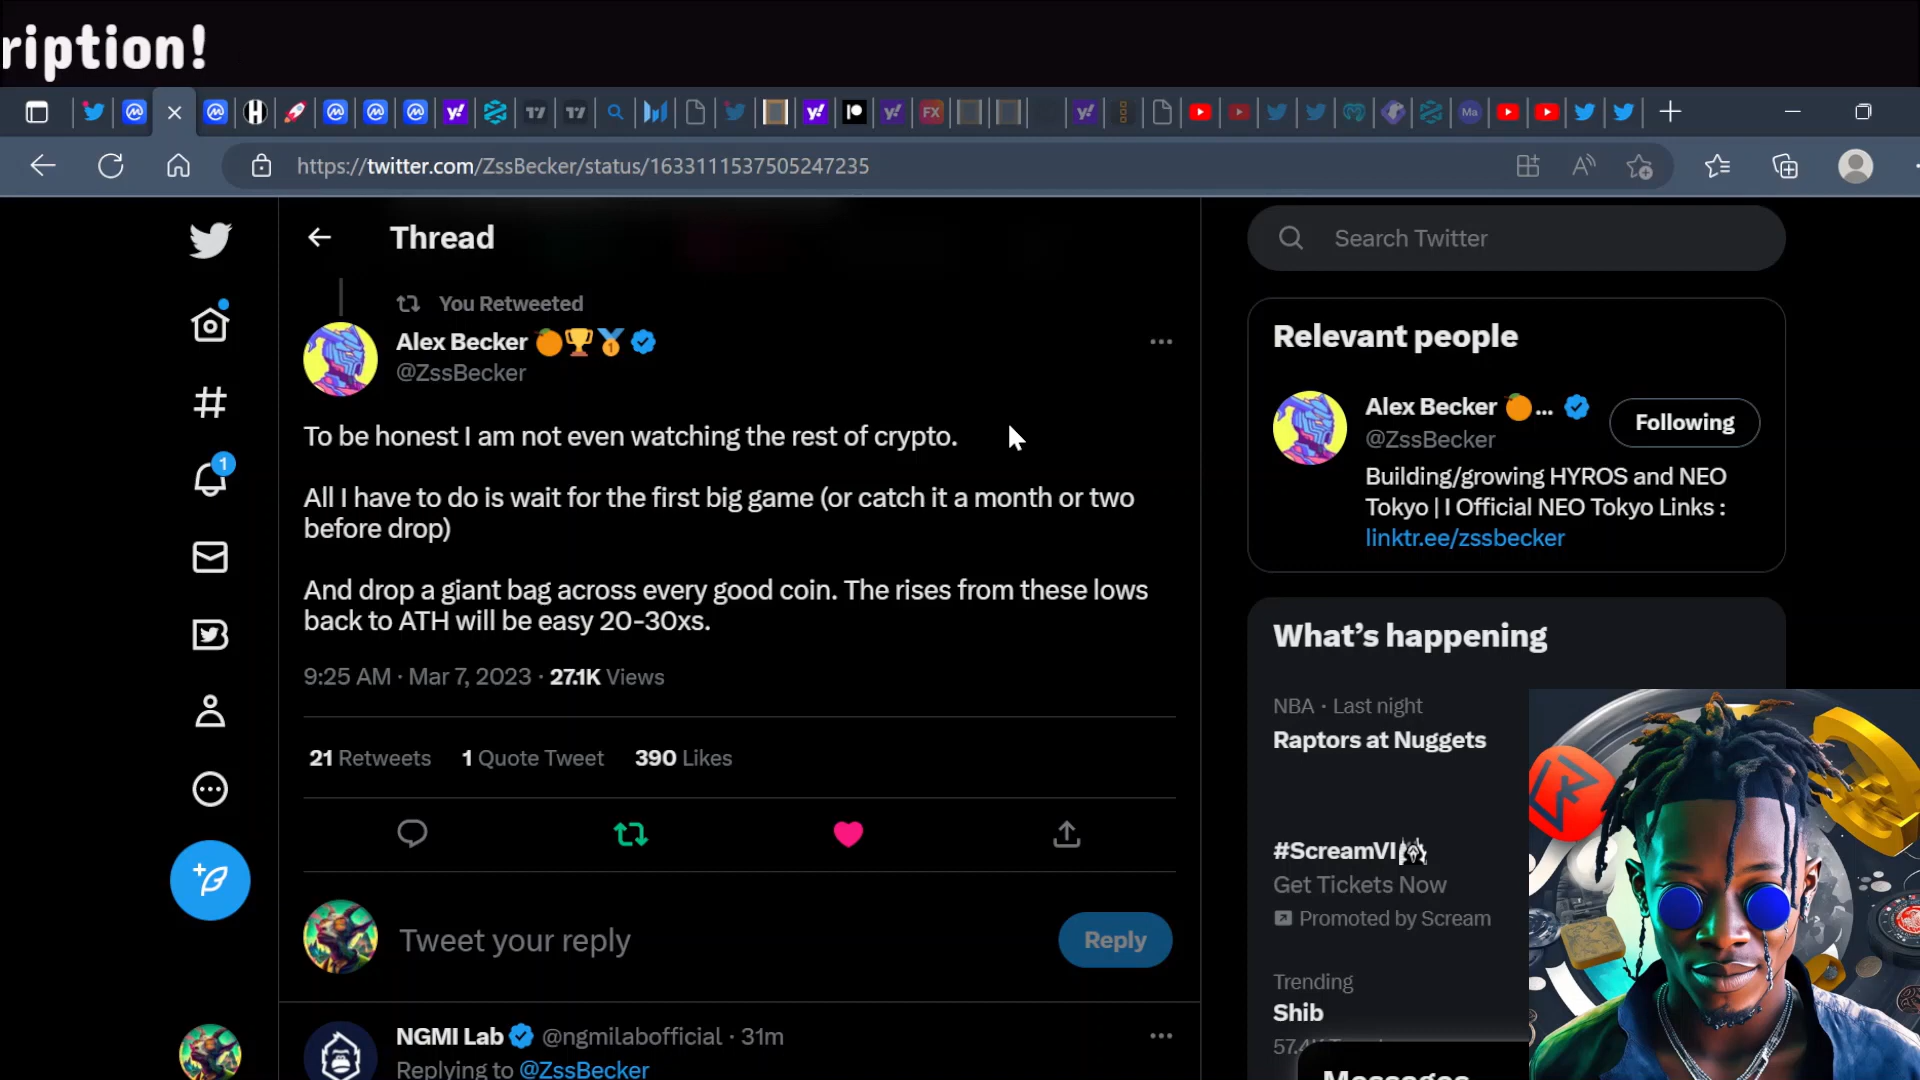 ription!
https://twitter.com/ZssBecker/status/1633111537505247235
Thread
Search Twitter
You Retweeted
Alex Becker 🍊🏆🥇
@ZssBecker
To be honest I am not even watching the rest of crypto.
All I have to do is wait for the first big game (or catch it a month or two
before drop)
And drop a giant bag across every good coin. The rises from these lows
back to ATH will be easy 20-30xs.
9:25 AM · Mar 7, 2023 · 27.1K Views
21 Retweets 1 Quote Tweet 390 Likes
Tweet your reply
Reply
NGMI Lab @ngmilabofficial · 31m
Replying to @ZssBecker
1
Relevant people
Alex Becker 🍊...
@ZssBecker
Following
Building/growing HYROS and NEO
Tokyo | I Official NEO Tokyo Links :
linktr.ee/zssbecker
What's happening
NBA · Last night
Raptors at Nuggets
#ScreamVI
Get Tickets Now
Promoted by Scream
Trending
Shib
Messages